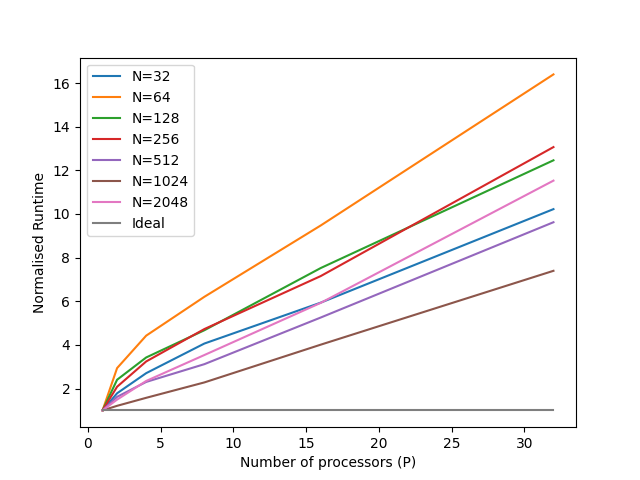 N=32
N=64
N=128
N=256
N=512
N=1024
N=2048
Ideal
Normalised Runtime
16
14
12
10
8
6
4
2
0 5 10 15 20 25 30
Number of processors (P)